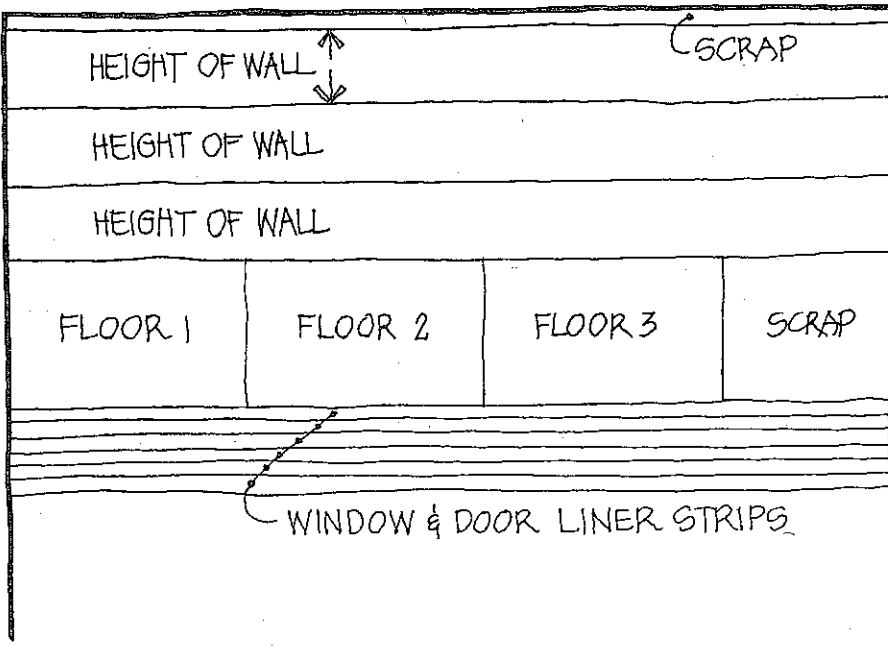 SCRAP
HEIGHT OF WALL
HEIGHT OF WALL
HEIGHT OF WALL
FLOOR 1
FLOOR 2
FLOOR 3
SCRAP
WINDOW & DOOR LINER STRIPS